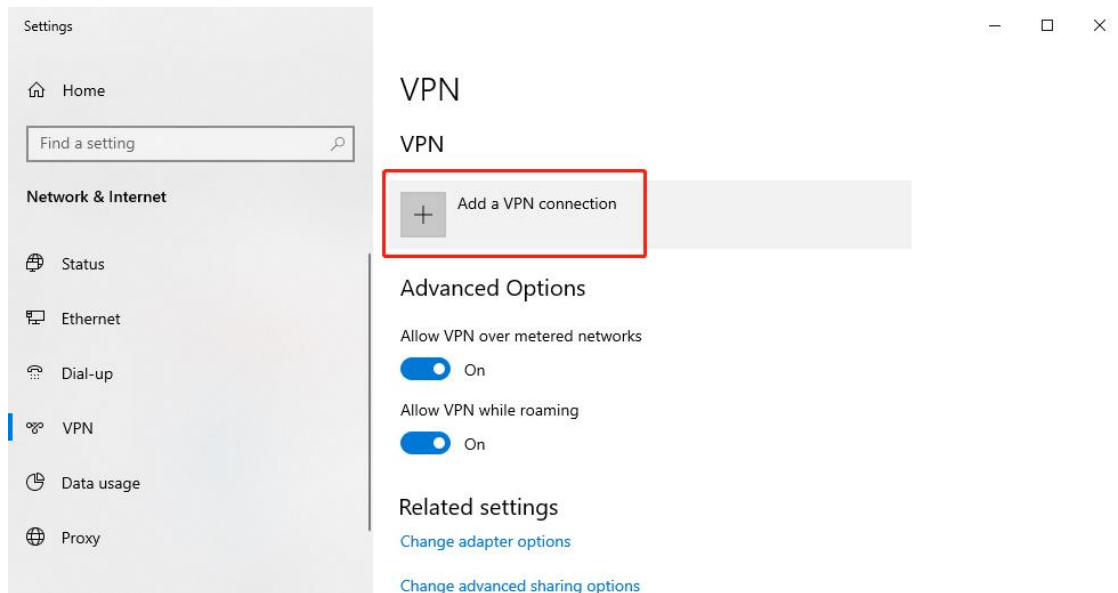 Settings
Home
Find a setting
Network & Internet
Status
Ethernet
Dial-up
VPN
Data usage
Proxy
VPN
VPN
Add a VPN connection
Advanced Options
Allow VPN over metered networks
On
Allow VPN while roaming
On
Related settings
Change adapter options
Change advanced sharing options